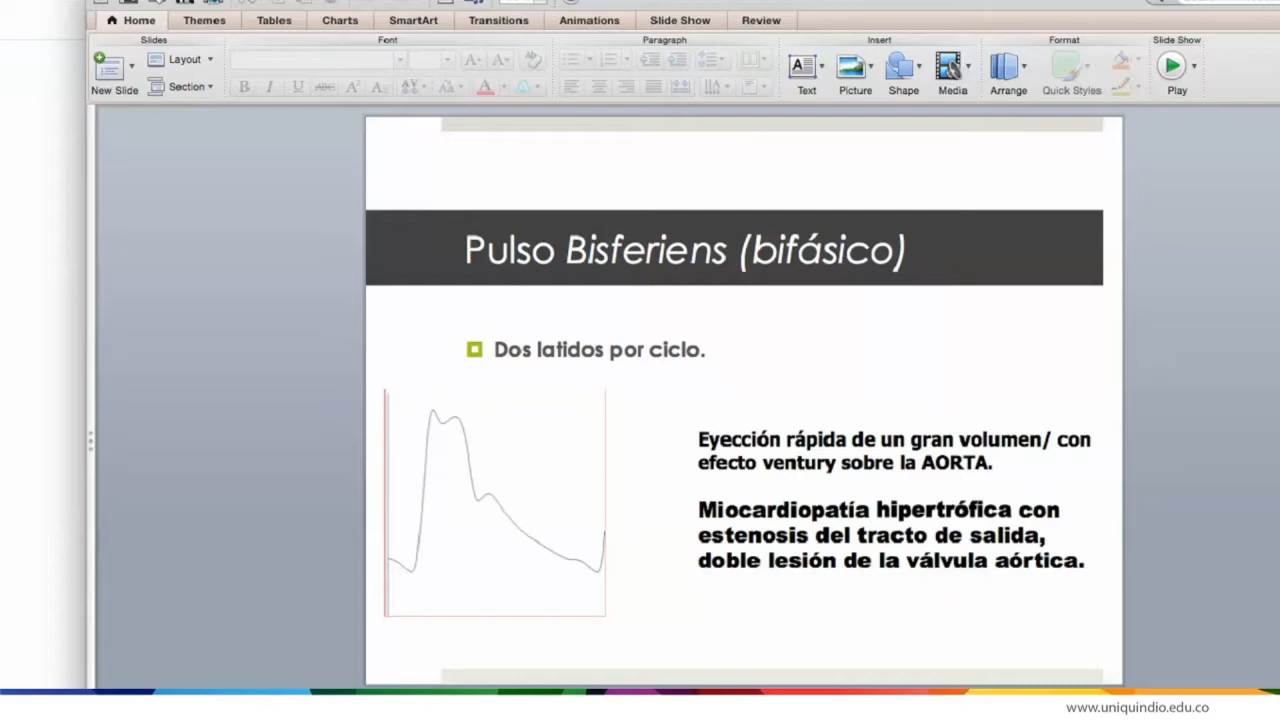 Home Themes Tables Charts SmartArt Transitions Animations Slide Show Review
Slides Font Paragraph Insert Format Slide Show
New Slide Layout Section Text Picture Shape Media Arrange Quick Styles Play
Pulso Bisferiens (bifásico)
Dos latidos por ciclo.
Eyección rápida de un gran volumen/ con
efecto ventury sobre la AORTA.
Miocardiopatía hipertrófica con
estenosis del tracto de salida,
doble lesión de la válvula aórtica.
www.uniquindio.edu.co